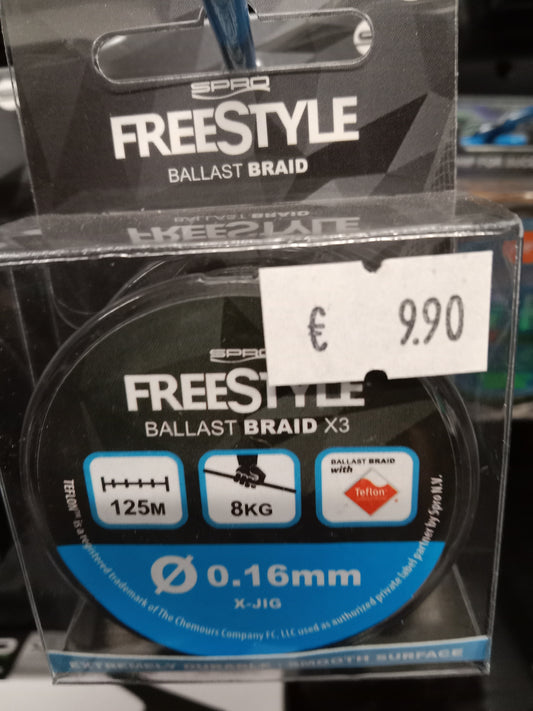 SPRO
FREESTYLE
BALLAST BRAID
FREESTYLE
€ 9.90
SPRO
FREESTYLE
BALLAST BRAID X3
125M
8KG
BALLAST BRAID
with
Teflon
Ø 0.16mm
X-JIG
TEFLON™ is a registered trademark of The Chemours Company FC, LLC used as authorized private label partner by Spro N.V.
EXTREMELY DURABLE - SMOOTH SURFACE